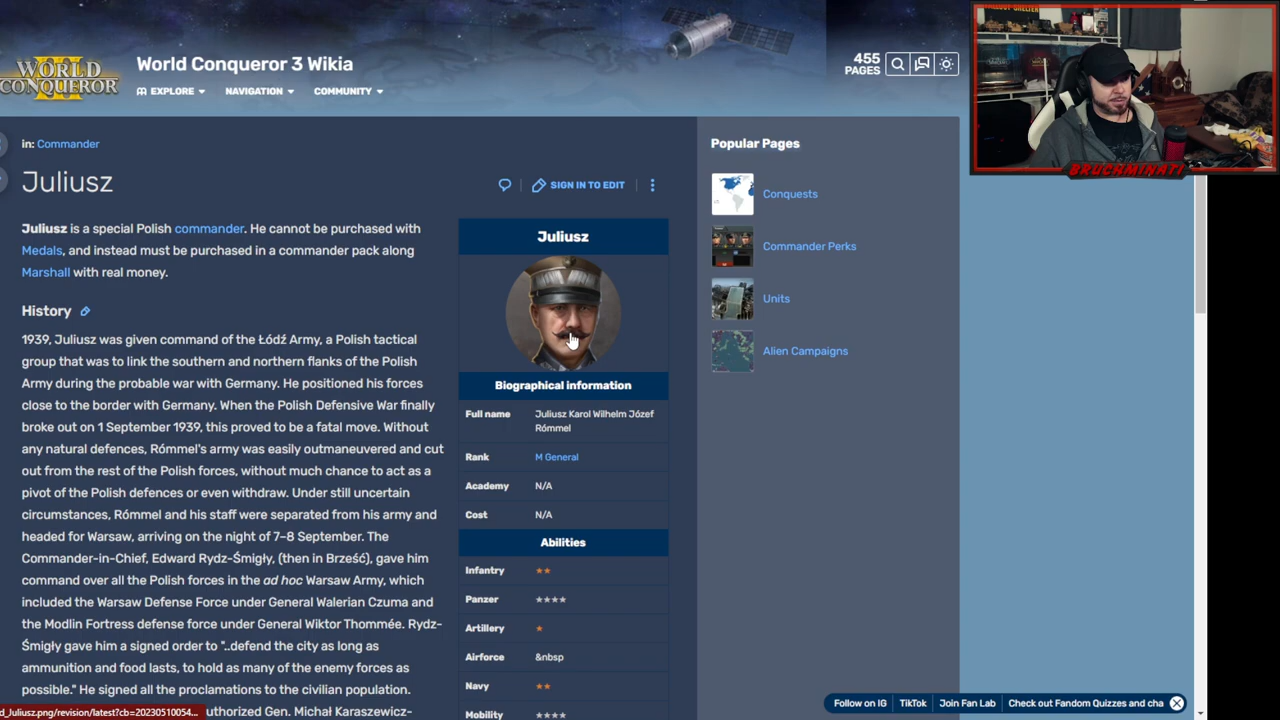 WORLD
CONQUEROR
World Conqueror 3 Wikia
EXPLORE
NAVIGATION
COMMUNITY
455
PAGES
BRUCAMINATI
in: Commander
Juliusz
SIGN IN TO EDIT
Juliusz is a special Polish commander. He cannot be purchased with
Medals, and instead must be purchased in a commander pack along
Marshall with real money.
History
1939, Juliusz was given command of the Łódź Army, a Polish tactical
group that was to link the southern and northern flanks of the Polish
Army during the probable war with Germany. He positioned his forces
close to the border with Germany. When the Polish Defensive War finally
broke out on 1 September 1939, this proved to be a fatal move. Without
any natural defences, Rómmel's army was easily outmaneuvered and cut
out from the rest of the Polish forces, without much chance to act as a
pivot of the Polish defences or even withdraw. Under still uncertain
circumstances, Rómmel and his staff were separated from his army and
headed for Warsaw, arriving on the night of 7–8 September. The
Commander-in-Chief, Edward Rydz-Śmigły, (then in Brześć), gave him
command over all the Polish forces in the ad hoc Warsaw Army, which
included the Warsaw Defense Force under General Walerian Czuma and
the Modlin Fortress defense force under General Wiktor Thommée. Rydz-
Śmigły gave him a signed order to "..defend the city as long as
ammunition and food lasts, to hold as many of the enemy forces as
possible." He signed all the proclamations to the civilian population.
uthorized Gen. Michał Karaszewicz-
d_Juliusz.png/revision/latest?cb=20230510054...
Juliusz
Biographical information
Full name Juliusz Karol Wilhelm Józef
Rómmel
Rank M General
Academy N/A
Cost N/A
Abilities
Infantry ★★
Panzer ★★★★
Artillery ★
Airforce &nbsp
Navy ★★
Mobility ★★★★
Popular Pages
Conquests
Commander Perks
Units
Alien Campaigns
Follow on IG
TikTok
Join Fan Lab
Check out Fandom Quizzes and cha